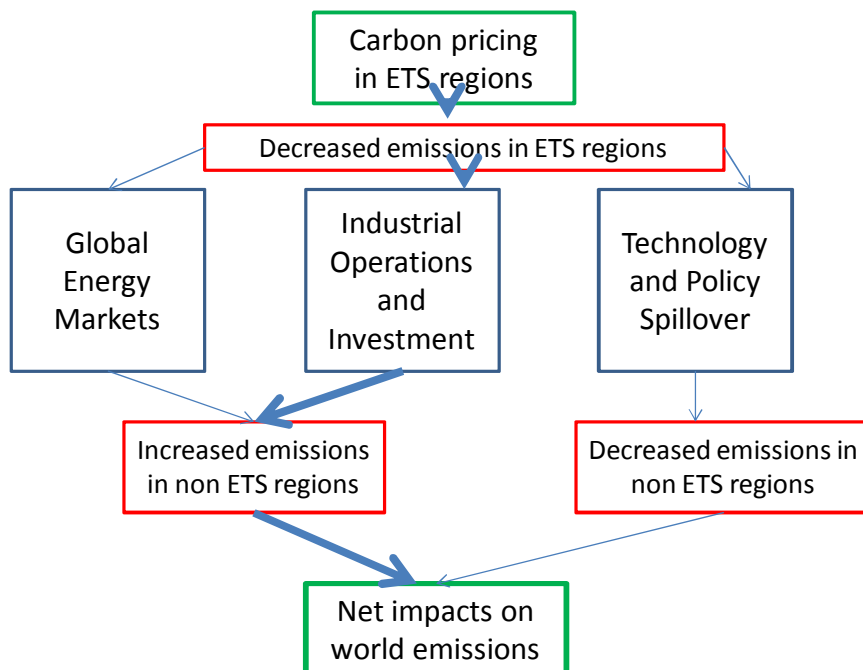 Carbon pricing
in ETS regions
Decreased emissions in ETS regions
Global
Energy
Markets
Industrial
Operations
and
Investment
Technology
and Policy
Spillover
Increased emissions
in non ETS regions
Decreased emissions in
non ETS regions
Net impacts on
world emissions